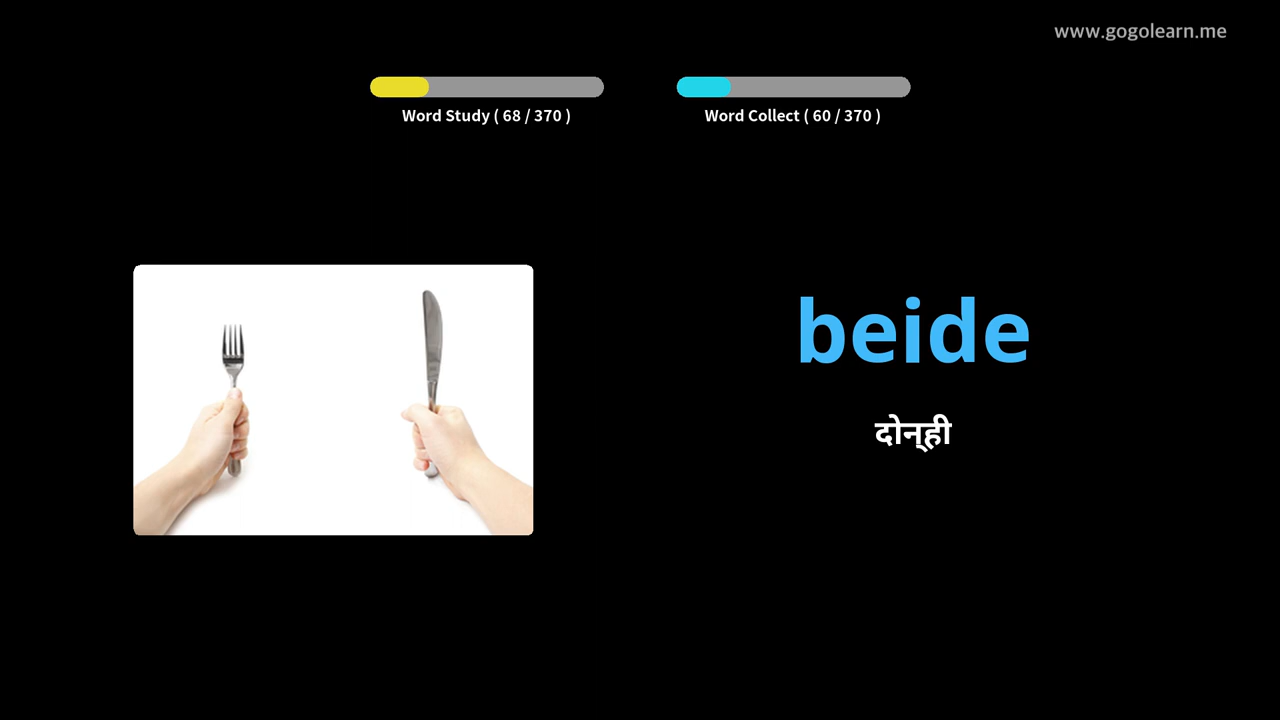 www.gogolearn.me
Word Study ( 68 / 370 )
Word Collect ( 60 / 370 )
beide
दोन्ही